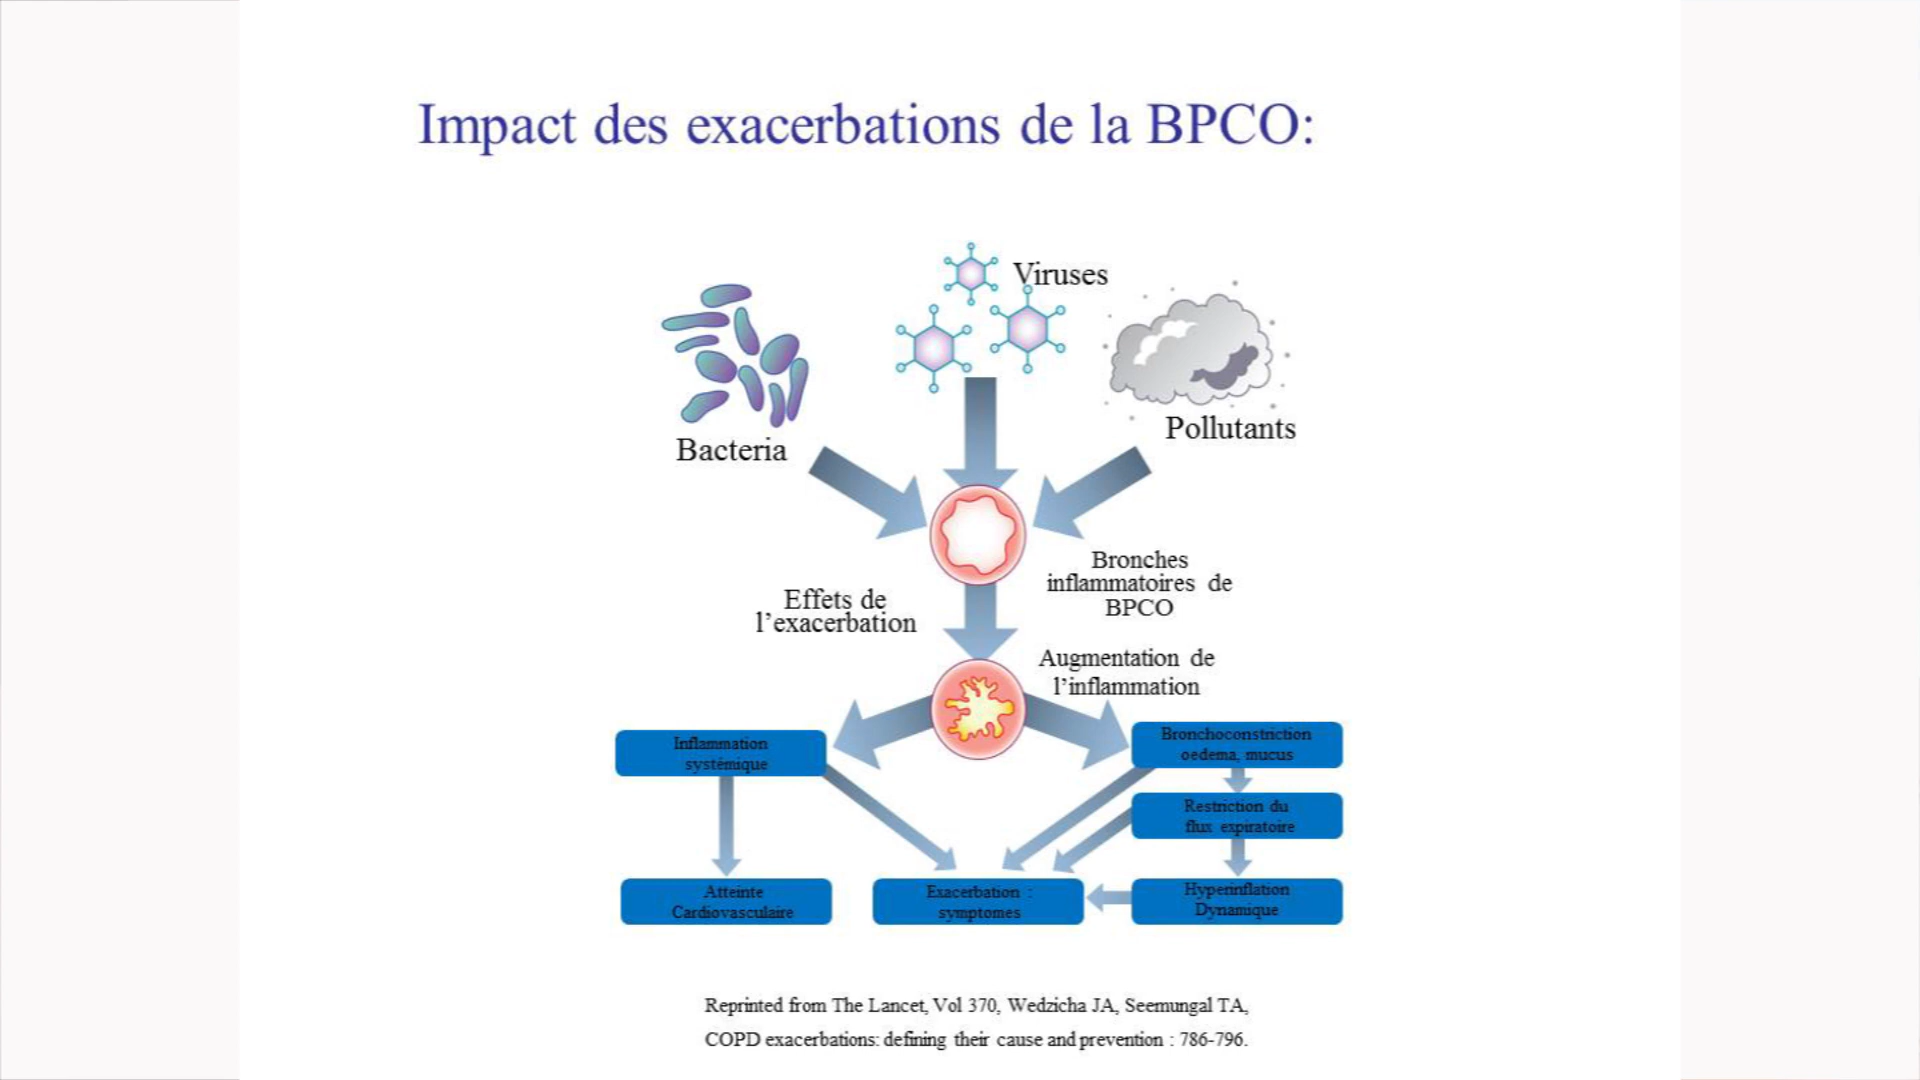 Impact des exacerbations de la BPCO:
Viruses
Bacteria
Pollutants
Bronches
inflammatoires de
BPCO
Effets de
l’exacerbation
Augmentation de
l’inflammation
Inflammation
systémique
Bronchoconstriction
oedema, mucus
Restriction du
flux expiratoire
Atteinte
Cardiovasculaire
Exacerbation :
symptomes
Hyperinflation
Dynamique
Reprinted from The Lancet, Vol 370, Wedzicha JA, Seemungal TA,
COPD exacerbations: defining their cause and prevention : 786-796.